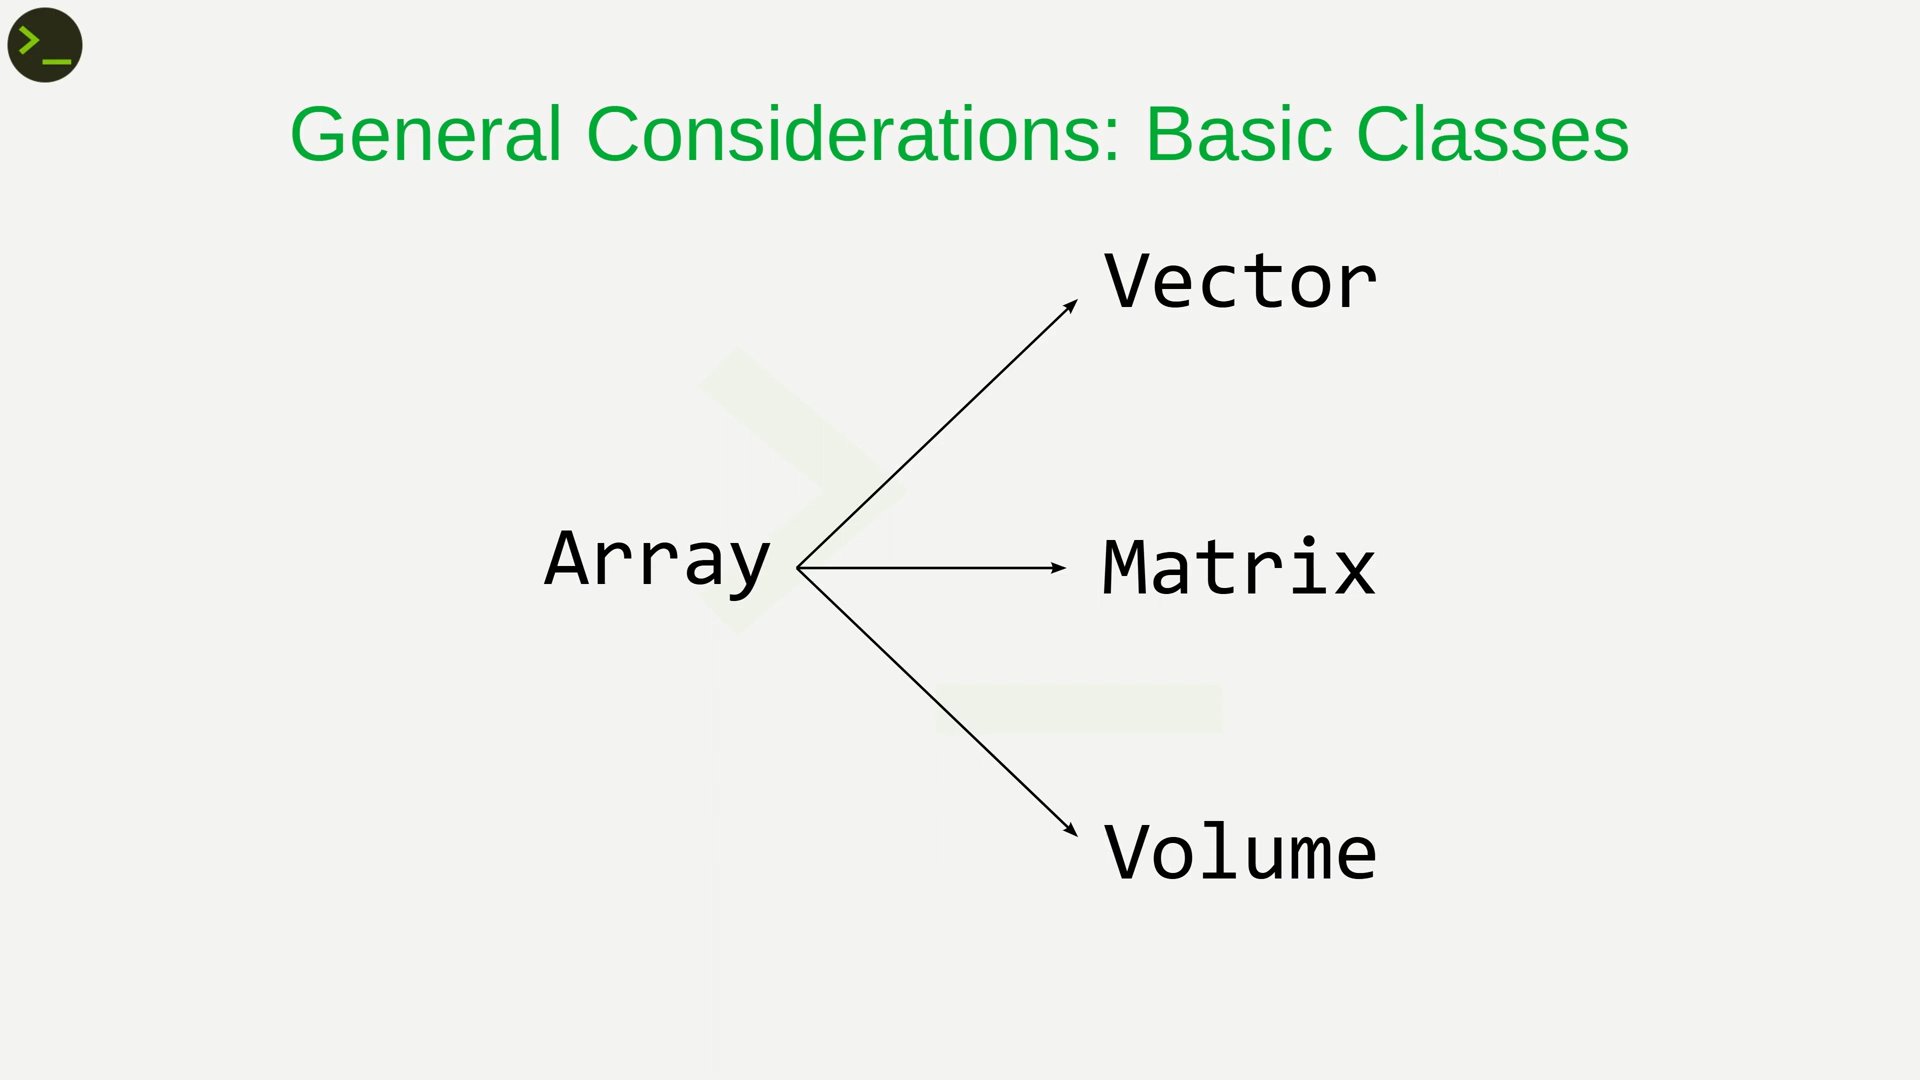 General Considerations: Basic Classes
Vector
Array
Matrix
Volume